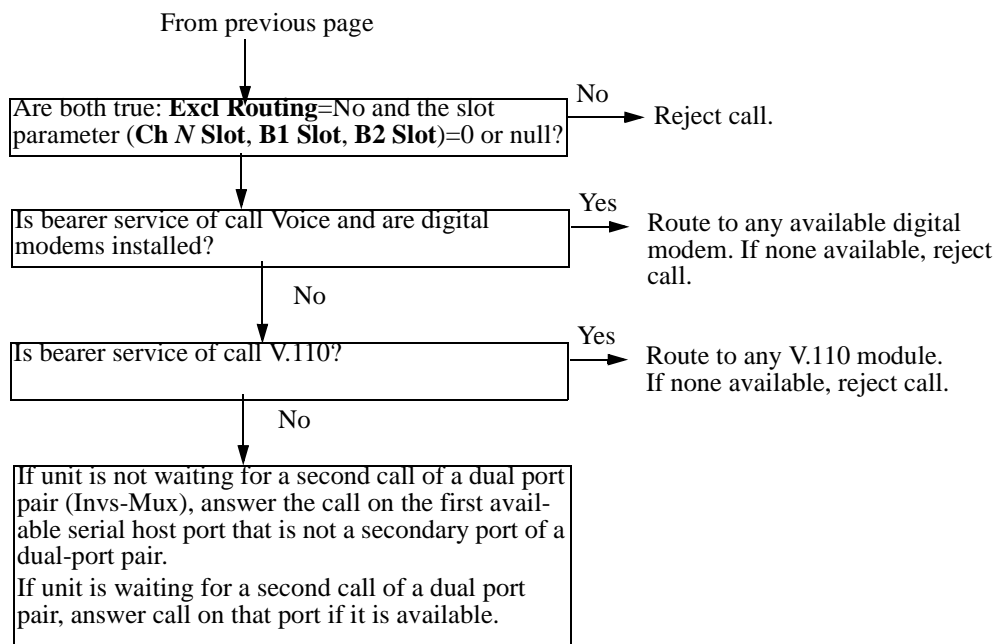 From previous page
Are both true: Excl Routing=No and the slot
parameter (Ch N Slot, B1 Slot, B2 Slot)=0 or null?
No
Reject call.
Is bearer service of call Voice and are digital
modems installed?
Yes
Route to any available digital
modem. If none available, reject
call.
No
Is bearer service of call V.110?
Yes
Route to any V.110 module.
If none available, reject call.
No
If unit is not waiting for a second call of a dual port
pair (Invs-Mux), answer the call on the first avail-
able serial host port that is not a secondary port of a
dual-port pair.
If unit is waiting for a second call of a dual port
pair, answer call on that port if it is available.